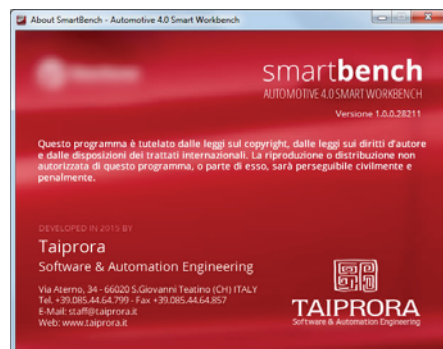 About SmartBench - Automotive 4.0 Smart Workbench
smartbench
AUTOMOTIVE 4.0 SMART WORKBENCH
Versione 1.0.0.28211
Questo programma è tutelato dalle leggi sul copyright, dalle leggi sui diritti d'autore
e dalle disposizioni dei trattati internazionali. La riproduzione o distribuzione non
autorizzata di questo programma, o parte di esso, sarà perseguibile civilmente e
penalmente.
DEVELOPED IN 2015 BY
Taiprora
Software & Automation Engineering
Via Aterno, 34 - 66020 S.Giovanni Teatino (CH) ITALY
Tel. +39.085.44.64.799 - Fax +39.085.44.64.857
E-Mail: staff@taiprora.it
Web: www.taiprora.it
TAIPRORA
Software & Automation Engineering